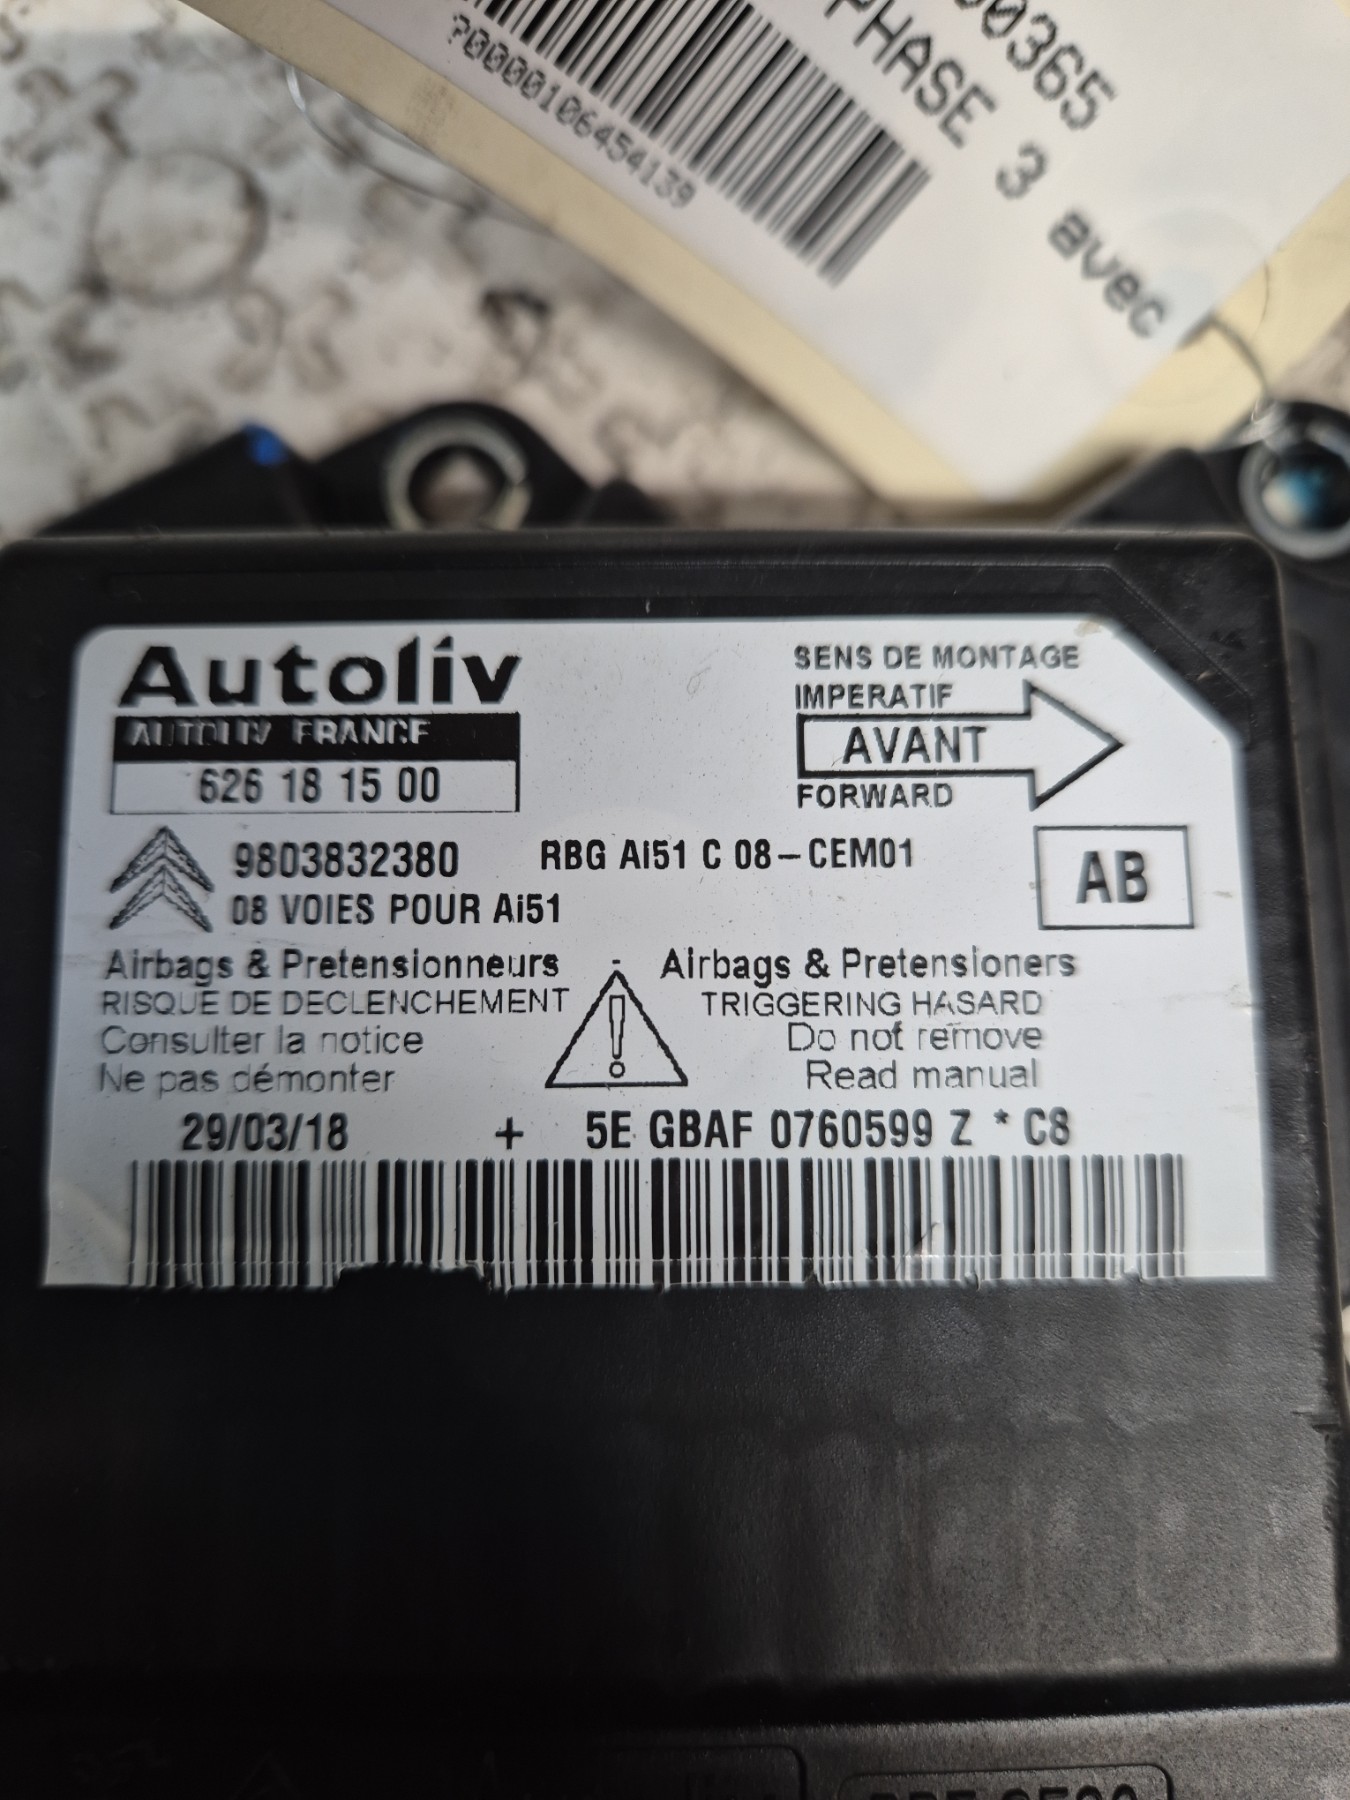 00365
PHASE 3 avec
?0000106454139
Autoliv
AUTOLIV FRANCE
626 18 15 00
SENS DE MONTAGE
IMPERATIF
AVANT
FORWARD
9803832380 RBG Ai51 C 08-CEM01
08 VOIES POUR Ai51
AB
Airbags & Pretensionneurs
RISQUE DE DECLENCHEMENT
Consulter la notice
Ne pas démonter
Airbags & Pretensioners
TRIGGERING HASARD
Do not remove
Read manual
29/03/18 + 5E GBAF 0760599 Z * C8